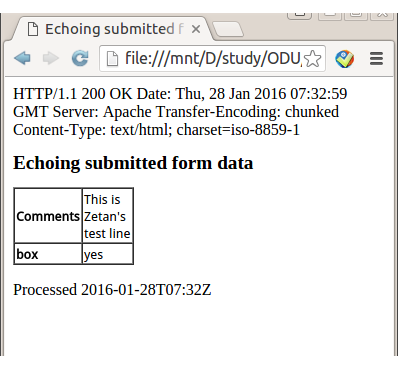 Echoing submitted f
file:///mnt/D/study/ODU
HTTP/1.1 200 OK Date: Thu, 28 Jan 2016 07:32:59
GMT Server: Apache Transfer-Encoding: chunked
Content-Type: text/html; charset=iso-8859-1
Echoing submitted form data
Comments This is
Zetan's
test line
box yes
Processed 2016-01-28T07:32Z